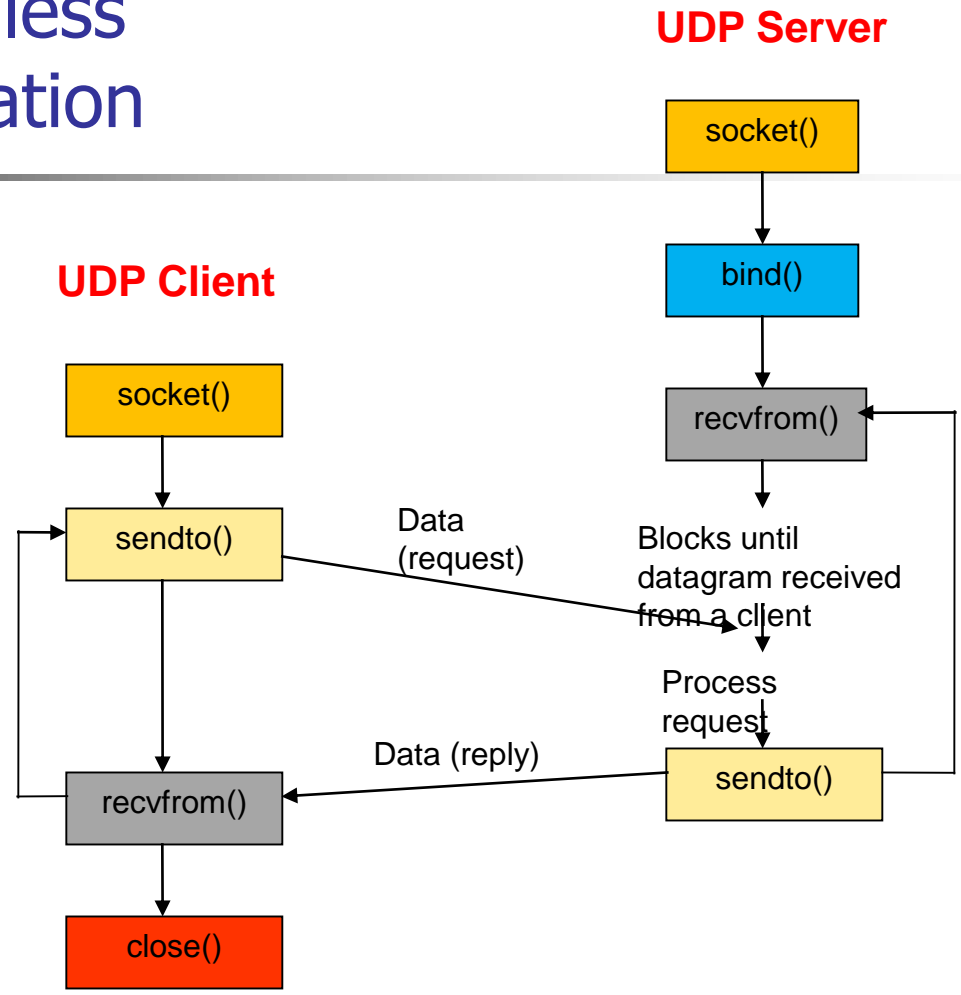 less
ation
UDP Server
socket()
bind()
UDP Client
socket()
recvfrom()
sendto()
Data
(request)
Blocks until
datagram received
from a client
Process
request
Data (reply)
sendto()
recvfrom()
close()